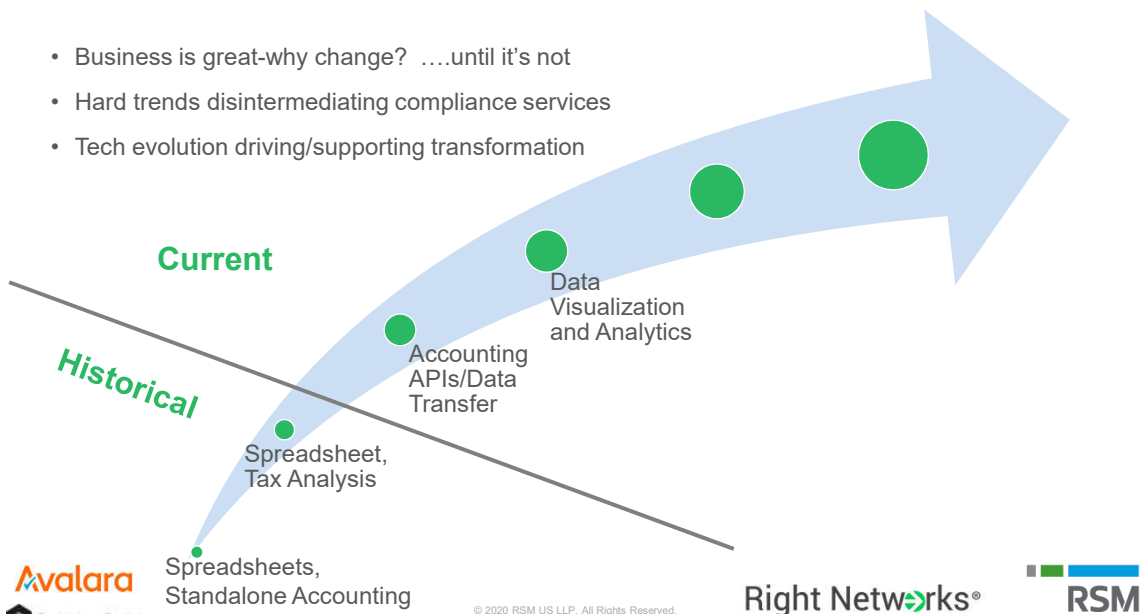 • Business is great-why change?  ….until it’s not
• Hard trends disintermediating compliance services
• Tech evolution driving/supporting transformation
Current
Historical
Data
Visualization
and Analytics
Accounting
APIs/Data
Transfer
Spreadsheet,
Tax Analysis
Spreadsheets,
Standalone Accounting
Avalara
© 2020 RSM US LLP. All Rights Reserved.
Right Networks®
RSM